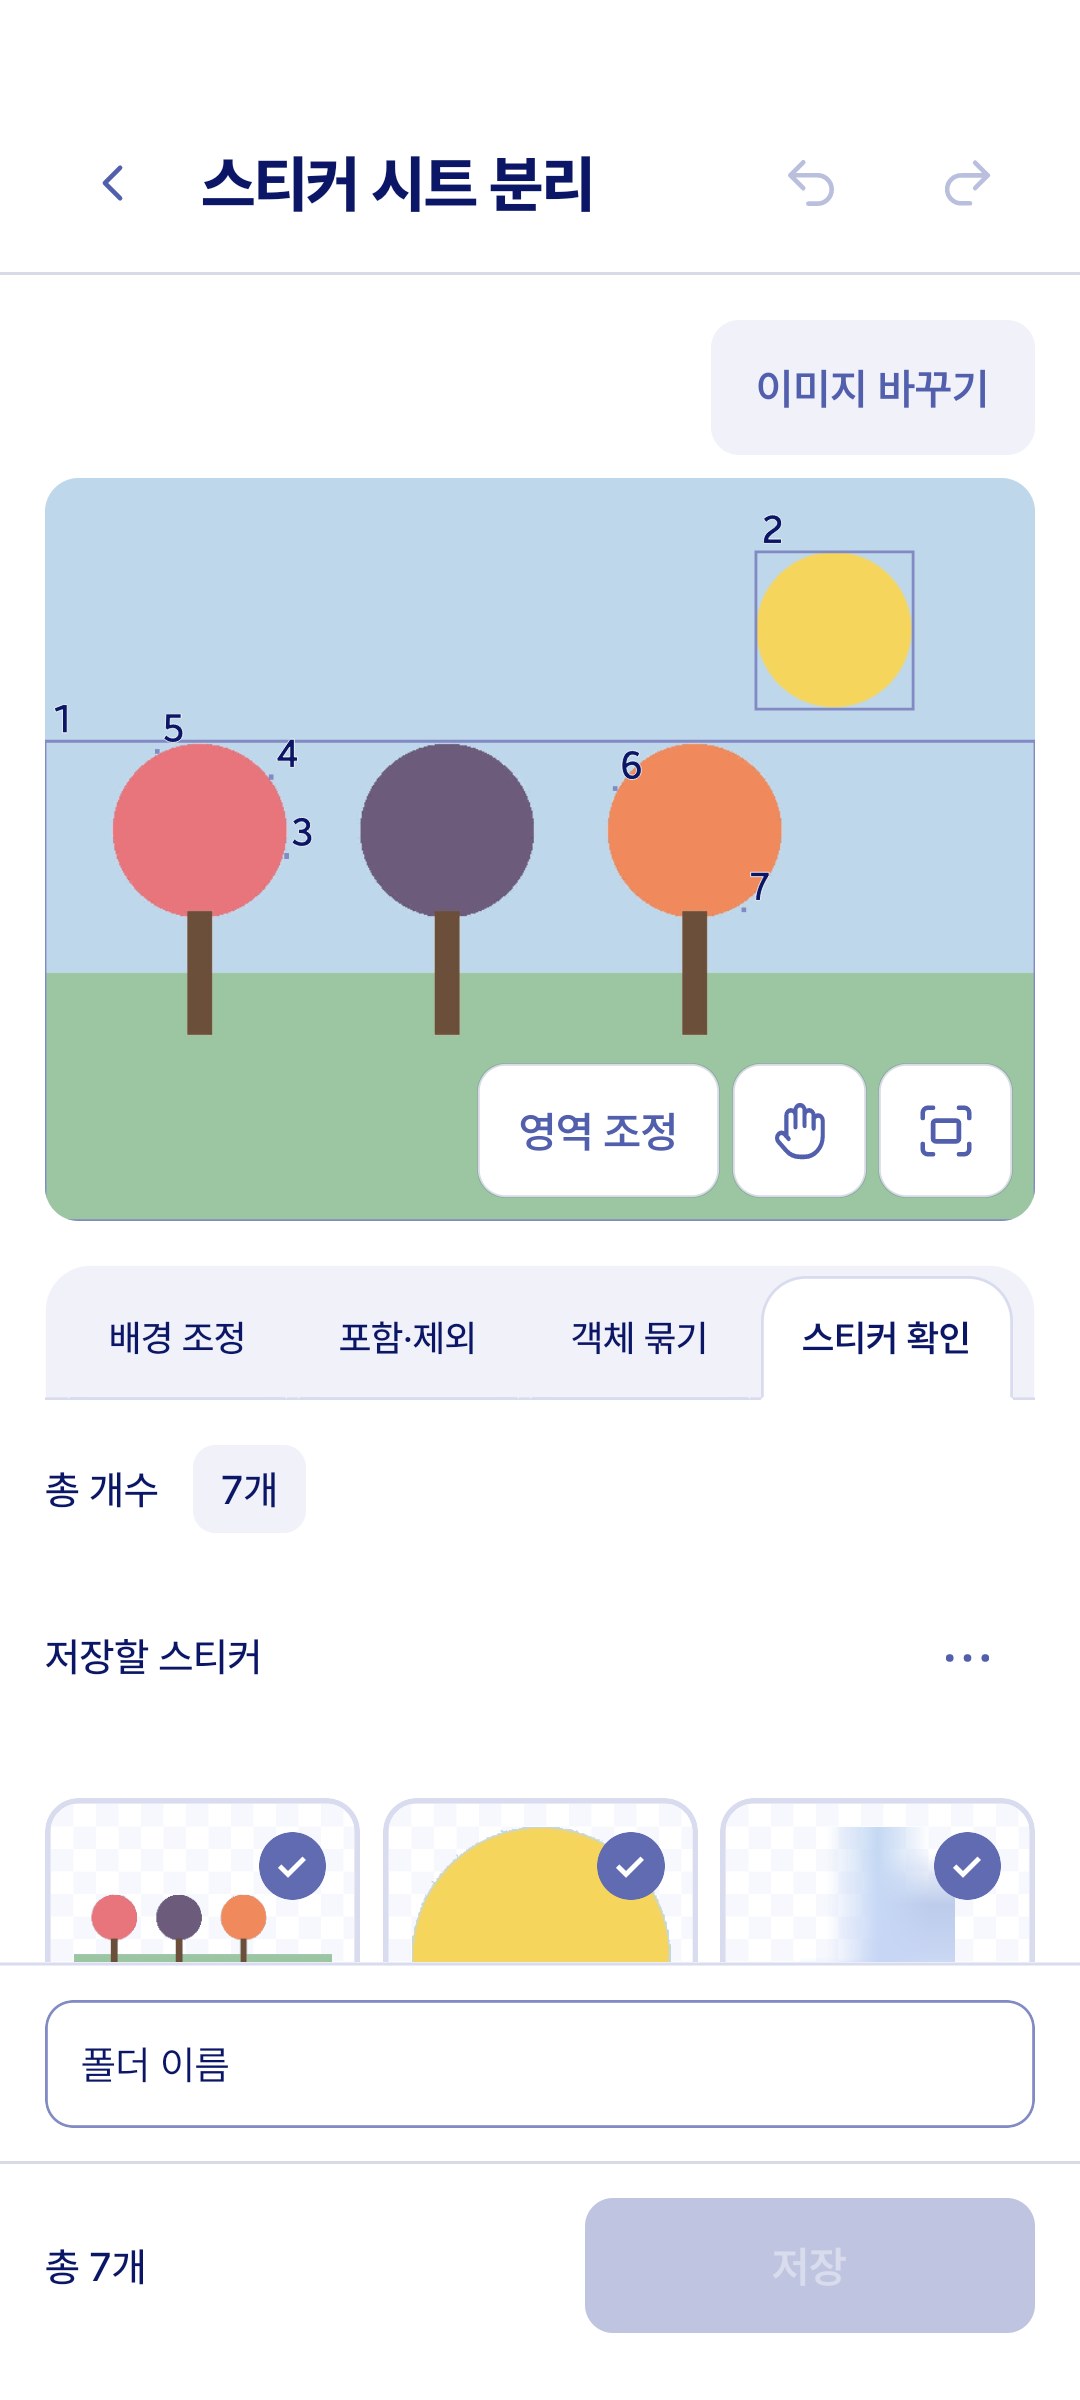 스티커 시트 분리
이미지 바꾸기
2
1
5
4
6
3
7
영역 조정
배경 조정
포함·제외
객체 묶기
스티커 확인
총 개수 7개
저장할 스티커
폴더 이름
총 7개
저장